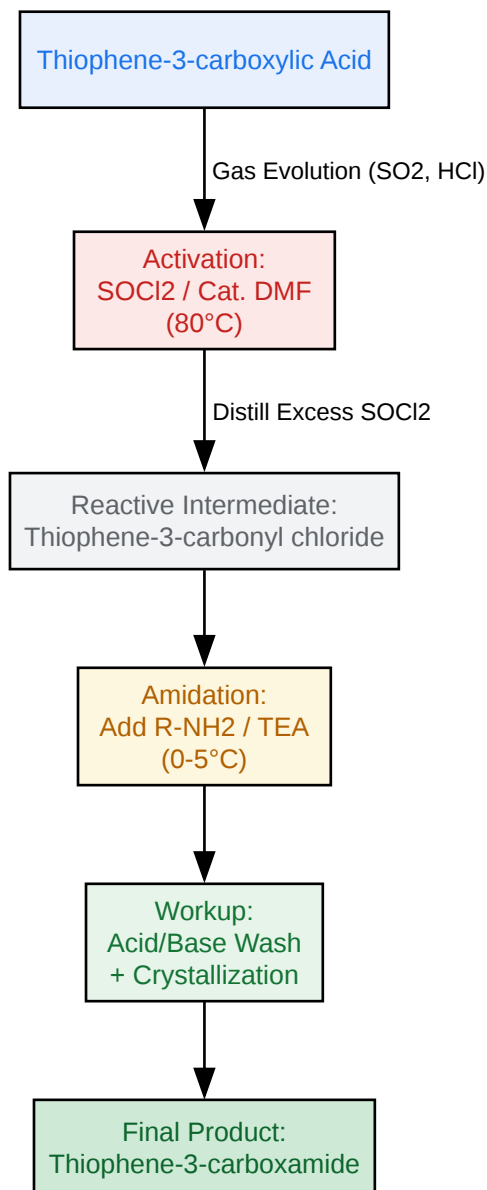 Thiophene-3-carboxylic Acid
Gas Evolution (SO2, HCl)
Activation:
SOCl2 / Cat. DMF
(80°C)
Distill Excess SOCl2
Reactive Intermediate:
Thiophene-3-carbonyl chloride
Amidation:
Add R-NH2 / TEA
(0-5°C)
Workup:
Acid/Base Wash
+ Crystallization
Final Product:
Thiophene-3-carboxamide